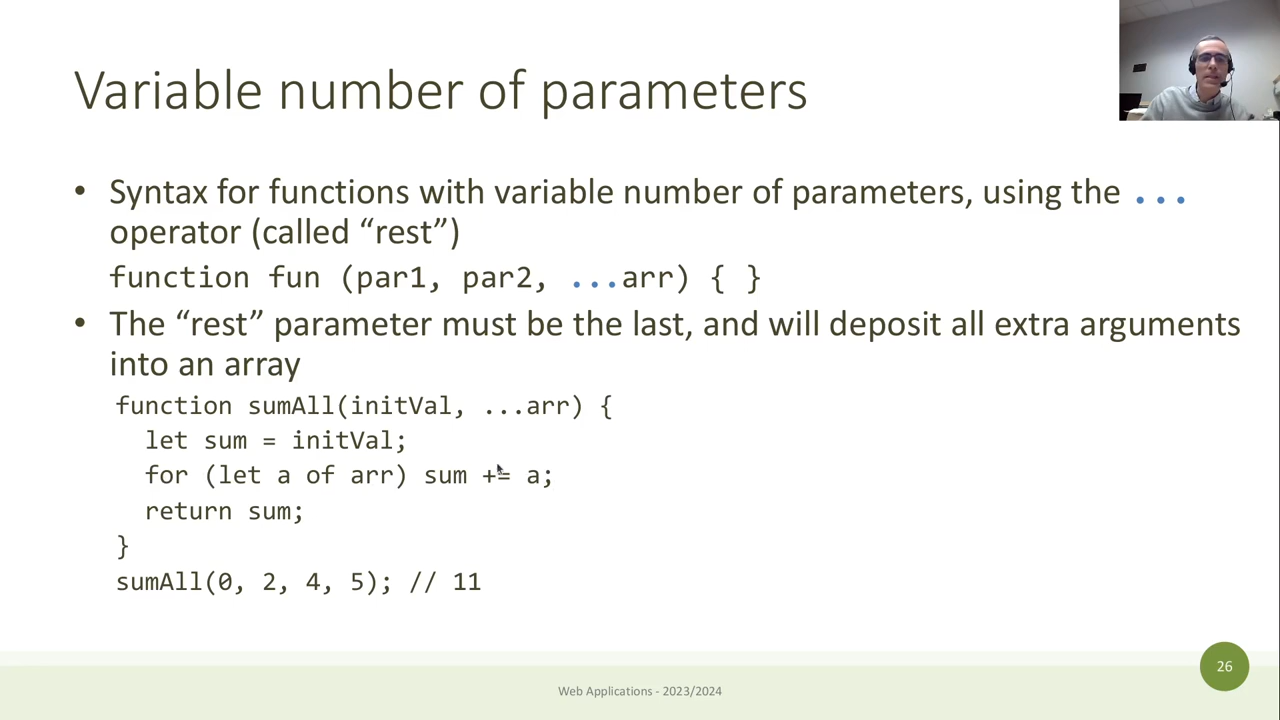 Variable number of parameters
• Syntax for functions with variable number of parameters, using the ...
operator (called “rest”)
function fun (par1, par2, ...arr) { }
• The “rest” parameter must be the last, and will deposit all extra arguments
into an array
function sumAll(initVal, ...arr) {
let sum = initVal;
for (let a of arr) sum += a;
return sum;
}
sumAll(0, 2, 4, 5); // 11
26
Web Applications - 2023/2024